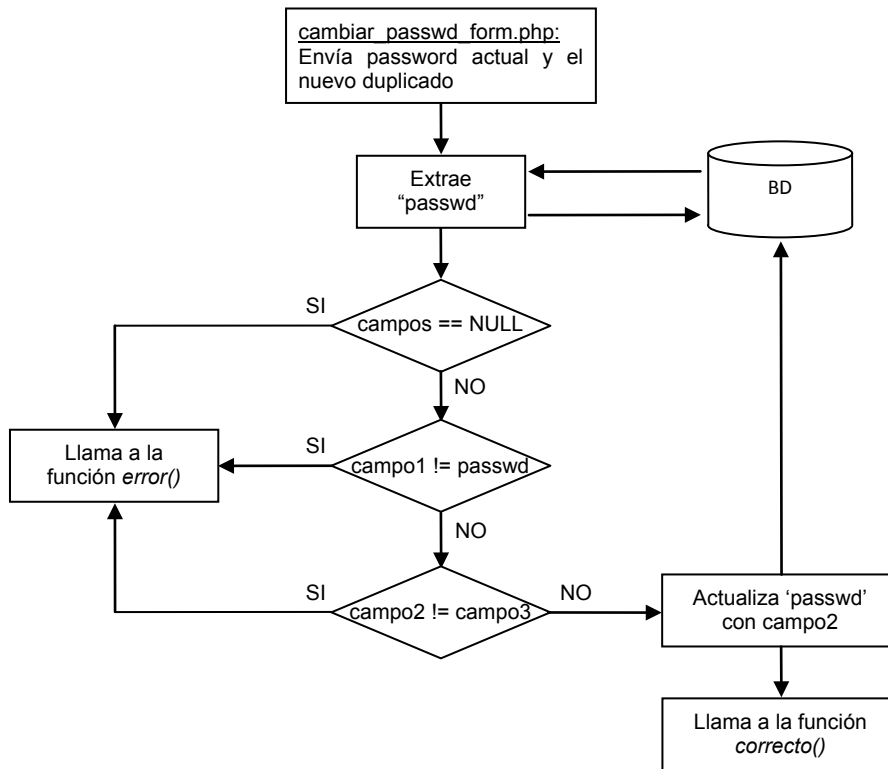 cambiar_passwd_form.php:
Envía password actual y el
nuevo duplicado
Extrae
“passwd”
BD
SI
campos == NULL
NO
Llama a la
función error()
SI
campo1 != passwd
NO
SI
campo2 != campo3
NO
Actualiza ‘passwd’
con campo2
Llama a la función
correcto()